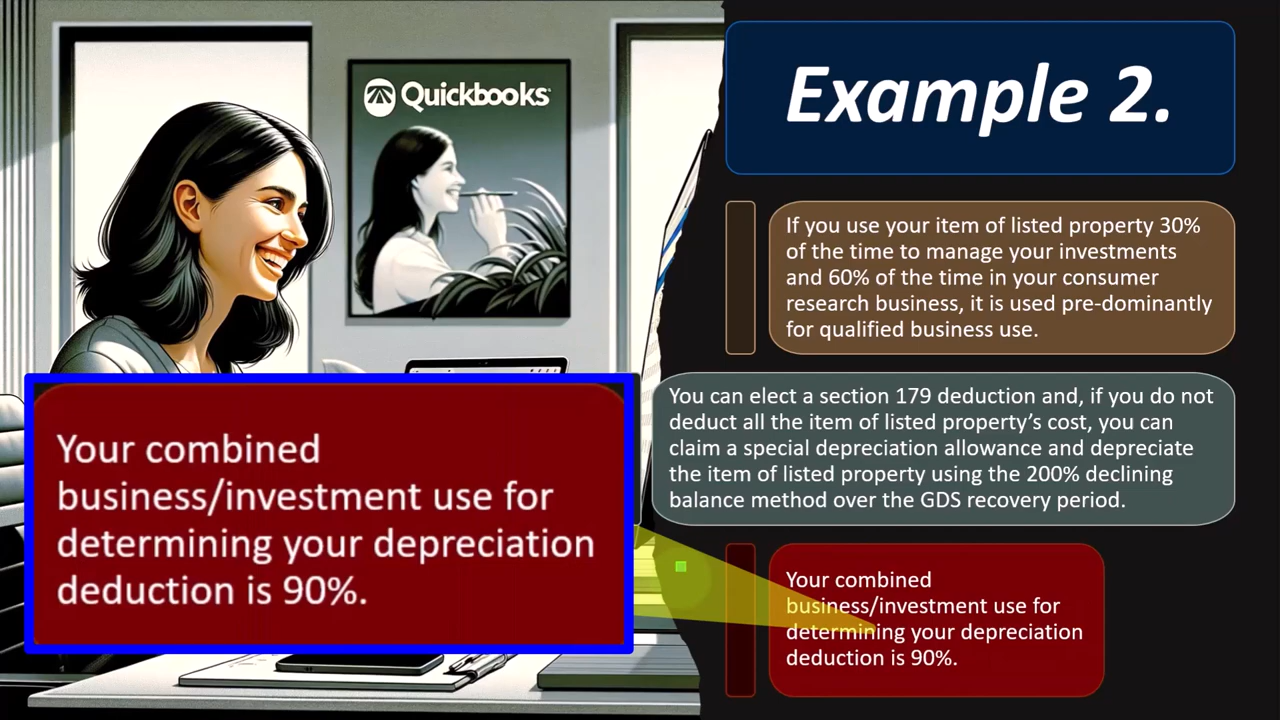 Quickbooks
Example 2.
If you use your item of listed property 30%
of the time to manage your investments
and 60% of the time in your consumer
research business, it is used pre-dominantly
for qualified business use.
You can elect a section 179 deduction and, if you do not
deduct all the item of listed property’s cost, you can
claim a special depreciation allowance and depreciate
the item of listed property using the 200% declining
balance method over the GDS recovery period.
Your combined
business/investment use for
determining your depreciation
deduction is 90%.
Your combined
business/investment use for
determining your depreciation
deduction is 90%.